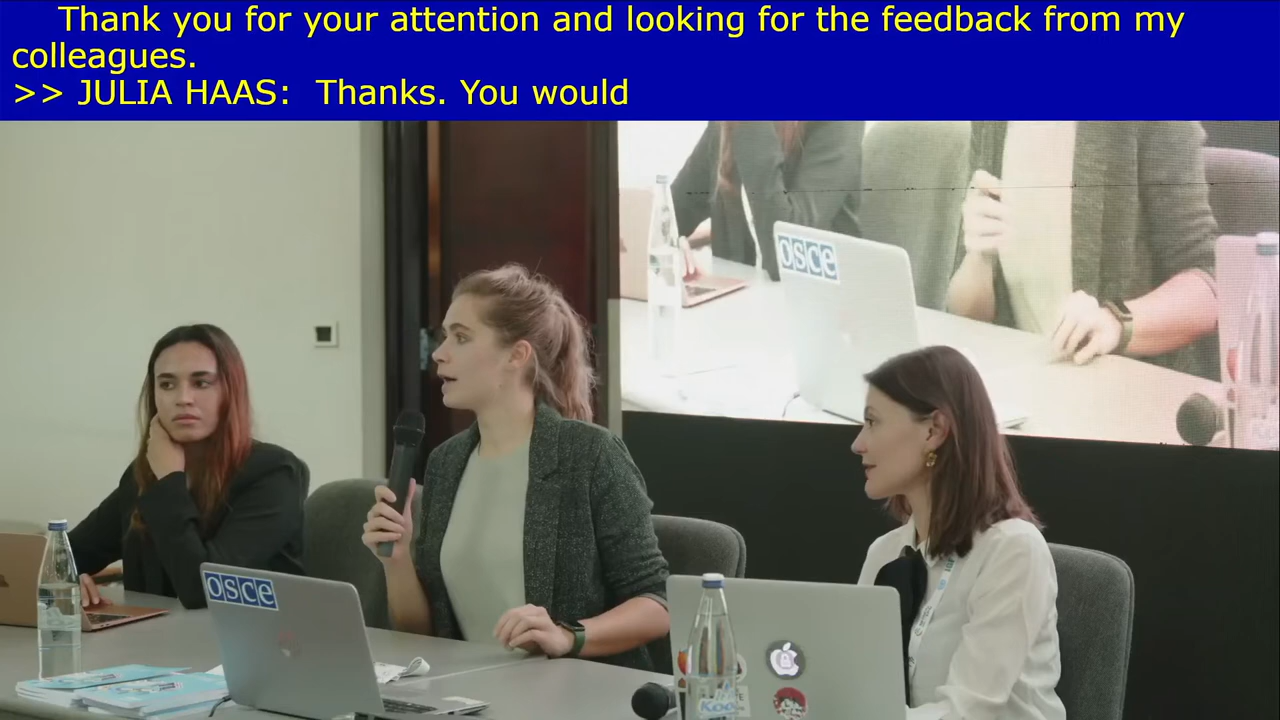 Thank you for your attention and looking for the feedback from my
colleagues.
>> JULIA HAAS:  Thanks. You would
osce
osce